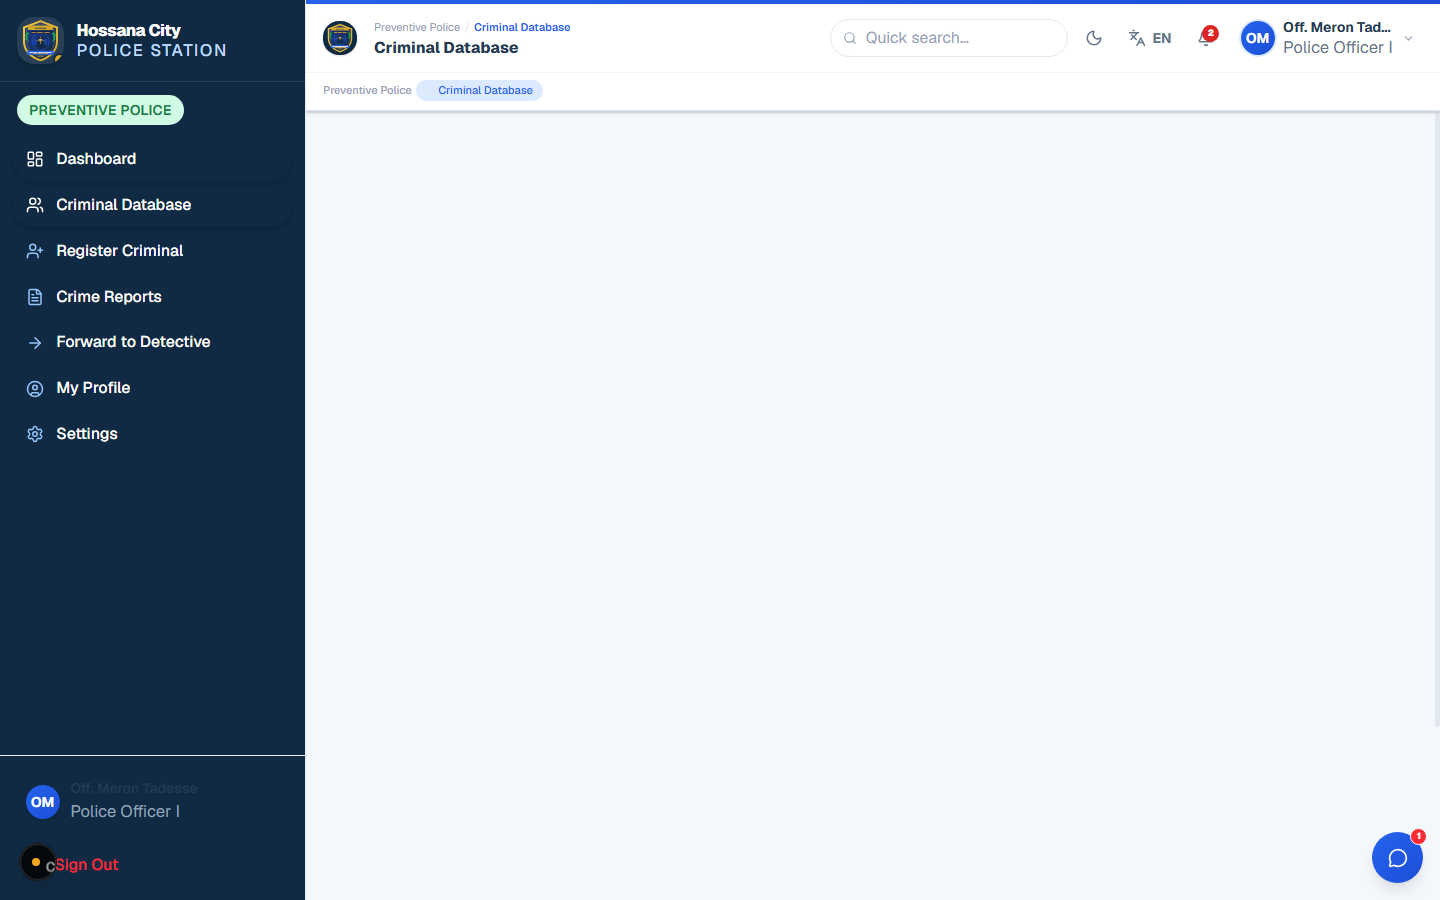 Hossana City
POLICE STATION
PREVENTIVE POLICE
Dashboard
Criminal Database
Register Criminal
Crime Reports
Forward to Detective
My Profile
Settings
OM
Off. Meron Tadesse
Police Officer I
Sign Out
Preventive Police / Criminal Database
Criminal Database
Quick search...
EN
2
OM
Off. Meron Tad...
Police Officer I
Preventive Police
Criminal Database
1